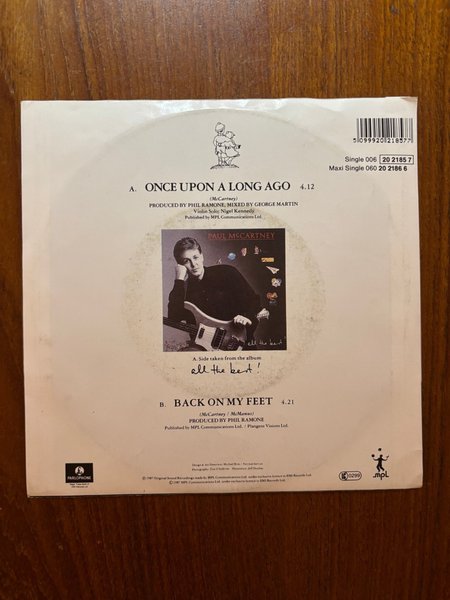 5 099920 218577
Single 006 20 2185 7
Maxi Single 060 20 2186 6
A. ONCE UPON A LONG AGO 4.12
(McCartney)
PRODUCED BY PHIL RAMONE, MIXED BY GEORGE MARTIN
Violin Solo; Nigel Kennedy
Published by MPL Communications Ltd.
PAUL McCARTNEY
all the best
A. Side taken from the album
all the best!
B. BACK ON MY FEET 4.21
(McCartney / McManus)
PRODUCED BY PHIL RAMONE
Published by MPL Communications Ltd. / Plangent Visions Ltd.
PARLOPHONE
0299
MPL